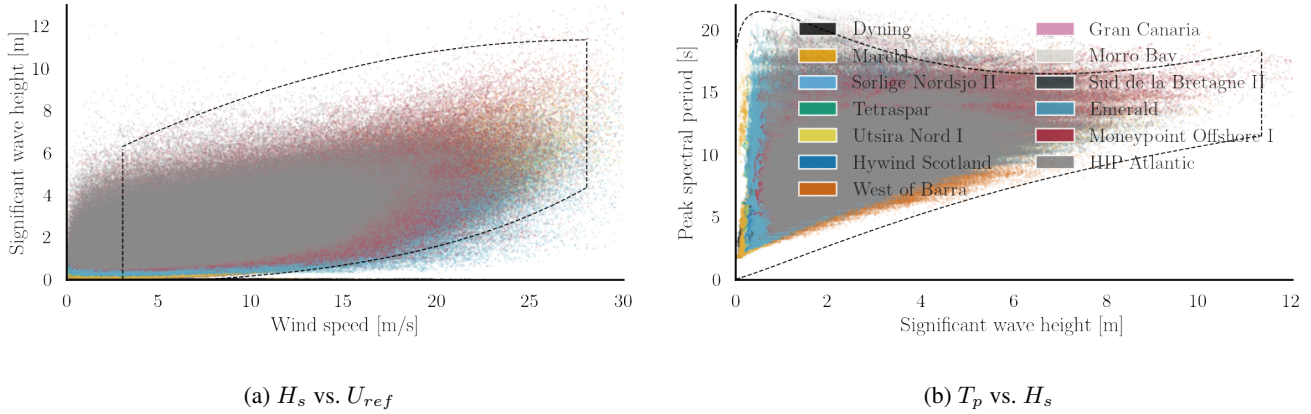 Significant wave height [m]
12
10
8
6
4
2
0
0 5 10 15 20 25 30
Wind speed [m/s]
(a) H_s vs. U_ref
Peak spectral period [s]
20
15
10
5
0
Dyning
Mareld
Sørlige Nørdsjo II
Tetraspar
Utsira Nord I
Hywind Scotland
West of Barra
Gran Canaria
Morro Bay
Sud de la Bretagne II
Emerald
Moneypoint Offshore I
HIP Atlantic
0 2 4 6 8 10 12
Significant wave height [m]
(b) T_p vs. H_s